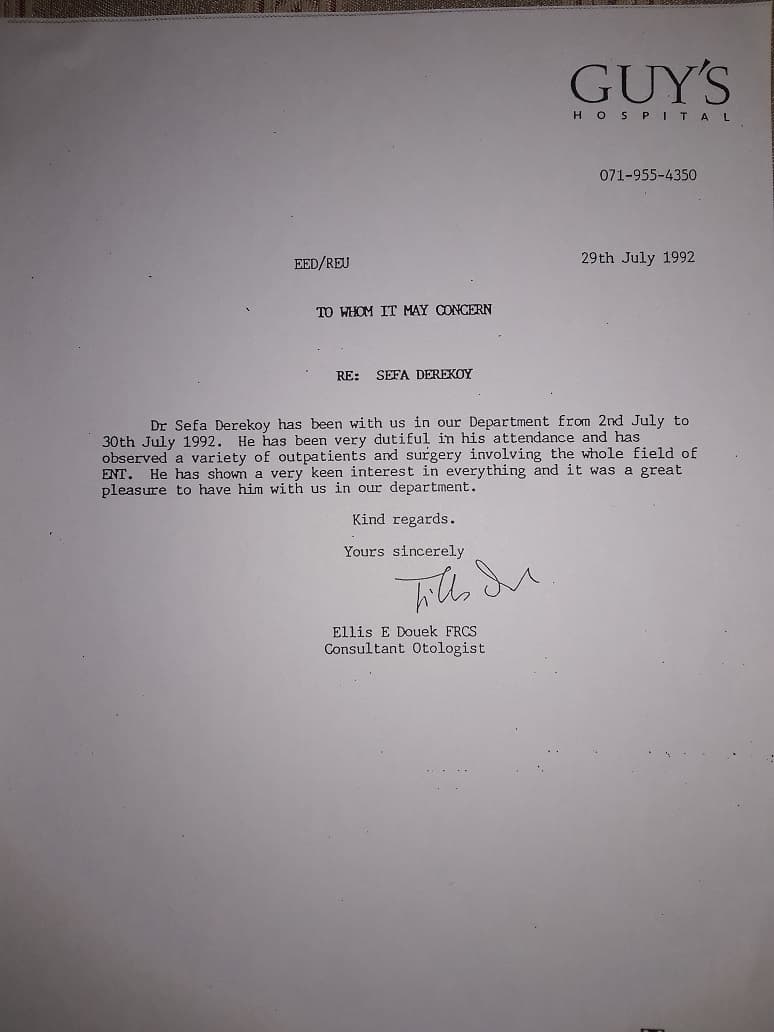 GUY'S
HOSPITAL
071-955-4350
EED/REU
29th July 1992
TO WHOM IT MAY CONCERN
RE: SEFA DEREKOY
Dr Sefa Derekoy has been with us in our Department from 2nd July to
30th July 1992. He has been very dutiful in his attendance and has
observed a variety of outpatients and surgery involving the whole field of
ENT. He has shown a very keen interest in everything and it was a great
pleasure to have him with us in our department.
Kind regards.
Yours sincerely
Ellis E Douek FRCS
Consultant Otologist